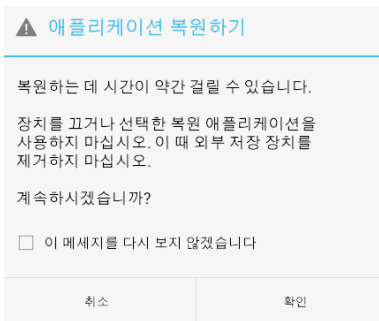 애플리케이션 복원하기
복원하는 데 시간이 약간 걸릴 수 있습니다.
장치를 끄거나 선택한 복원 애플리케이션을
사용하지 마십시오. 이 때 외부 저장 장치를
제거하지 마십시오.
계속하시겠습니까?
이 메세지를 다시 보지 않겠습니다
취소 확인